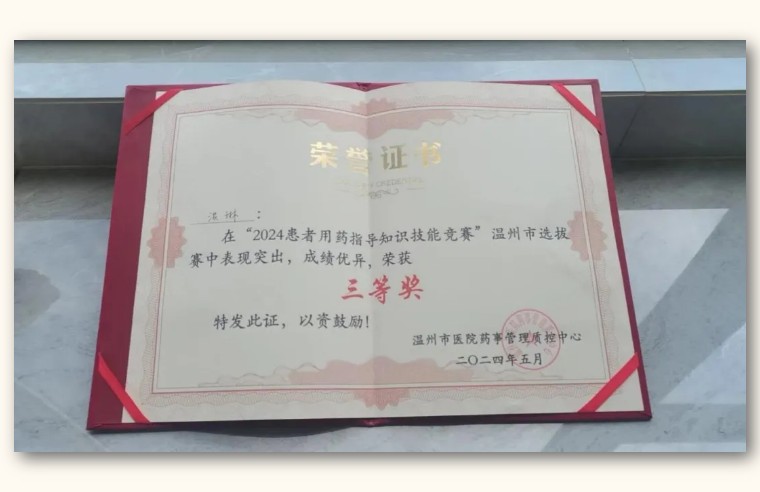 荣誉证书
琳：
在“2024患者用药指导知识技能竞赛”温州市选拔
赛中表现突出，成绩优异，荣获
三等奖
特发此证，以资鼓励！
温州市医院药事管理质控中心
二〇二四年五月